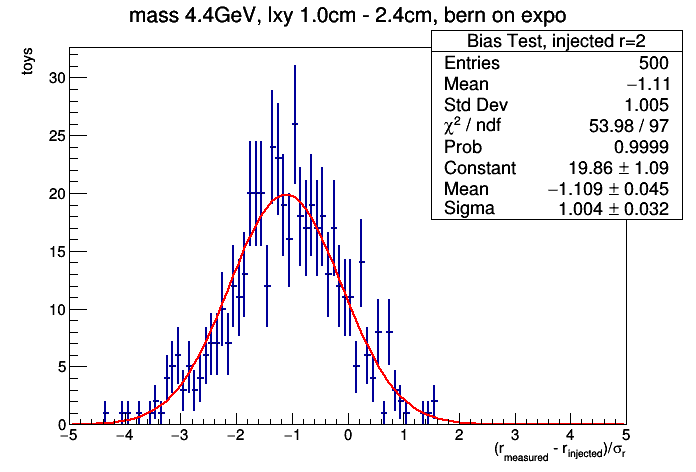 mass 4.4GeV, lxy 1.0cm - 2.4cm, bern on expo
toys
Bias Test, injected r=2
Entries 500
Mean −1.11
Std Dev 1.005
χ² / ndf 53.98 / 97
Prob 0.9999
Constant 19.86 ± 1.09
Mean −1.109 ± 0.045
Sigma 1.004 ± 0.032
30
25
20
15
10
5
0
−5 −4 −3 −2 −1 0 1 2 3 4 5
(r_measured - r_injected)/σ_r